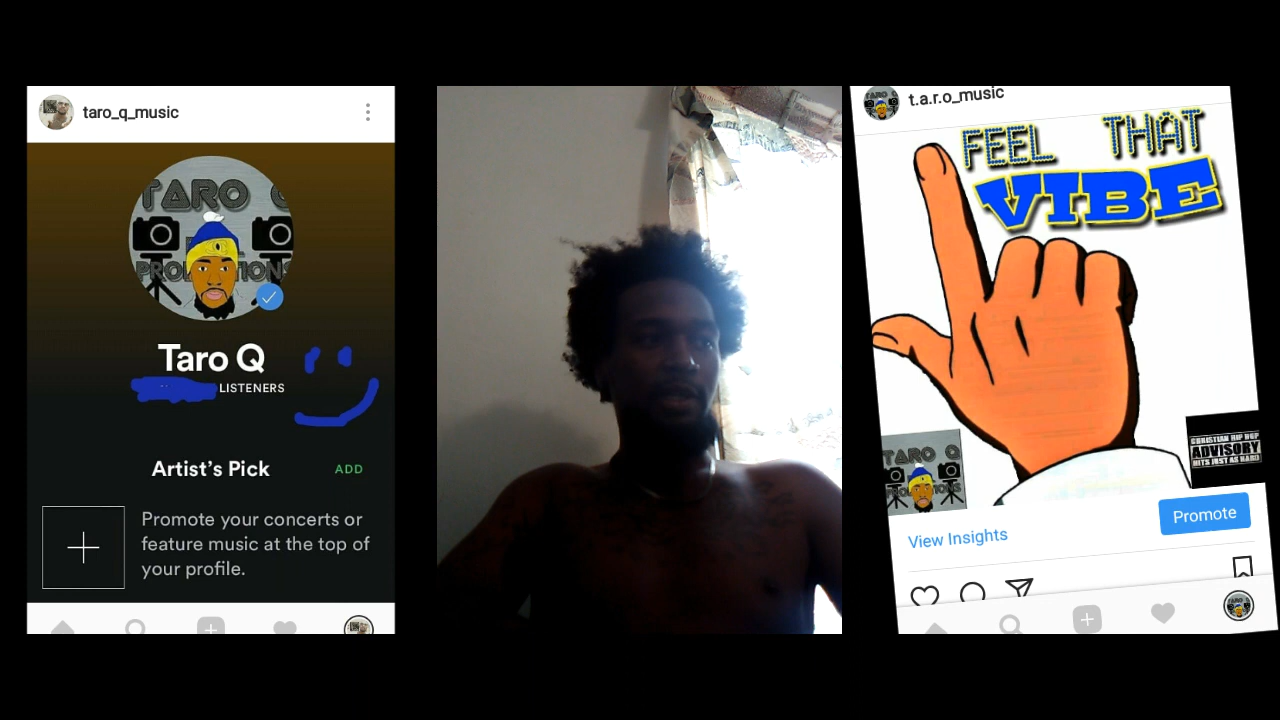 taro_q_music
TARO Q
PRODUCTIONS
Taro Q
LISTENERS
Artist's Pick
ADD
Promote your concerts or
feature music at the top of
your profile.
t.a.r.o_music
FEEL THAT
VIBE
TARO Q
CHRISTIAN HIP HOP
ADVISORY
HITS JUST AS HARD
View Insights
Promote